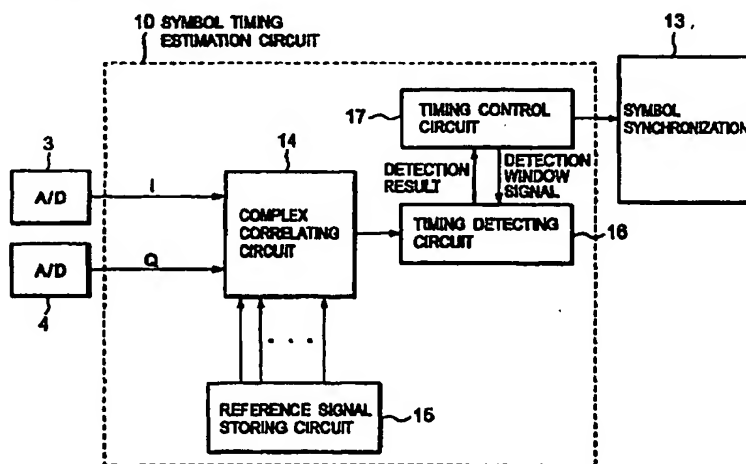 10 SYMBOL TIMING
ESTIMATION CIRCUIT
13
17
TIMING CONTROL
CIRCUIT
SYMBOL
SYNCHRONIZATION
3
14
DETECTION
RESULT
DETECTION
WINDOW
SIGNAL
A/D
I
COMPLEX
CORRELATING
CIRCUIT
TIMING DETECTING
CIRCUIT
16
A/D
Q
4
. . .
REFERENCE SIGNAL
STORING CIRCUIT
15